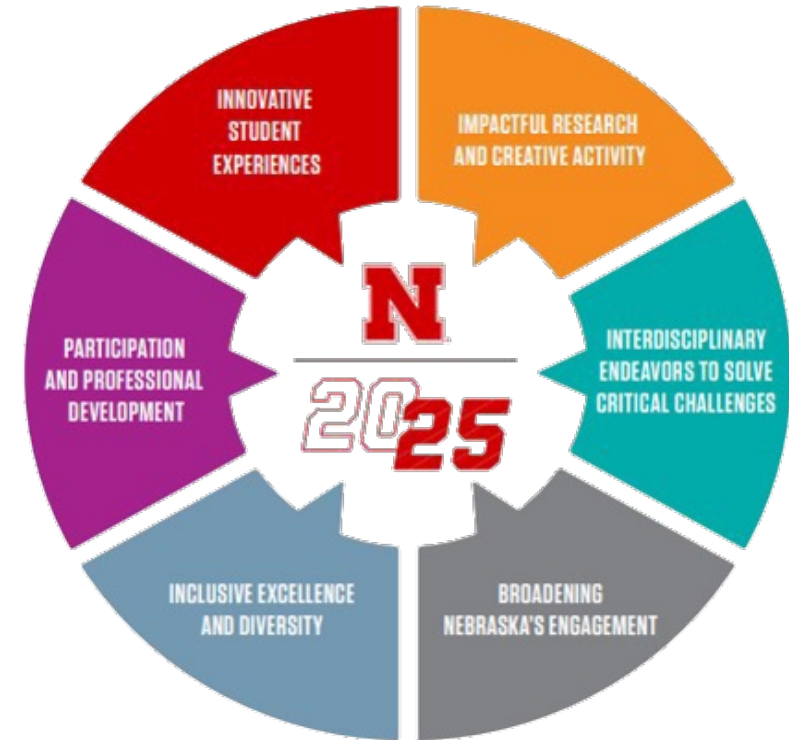 INNOVATIVE
STUDENT
EXPERIENCES
IMPACTFUL RESEARCH
AND CREATIVE ACTIVITY
PARTICIPATION
AND PROFESSIONAL
DEVELOPMENT
N
2025
INTERDISCIPLINARY
ENDEAVORS TO SOLVE
CRITICAL CHALLENGES
INCLUSIVE EXCELLENCE
AND DIVERSITY
BROADENING
NEBRASKA'S ENGAGEMENT